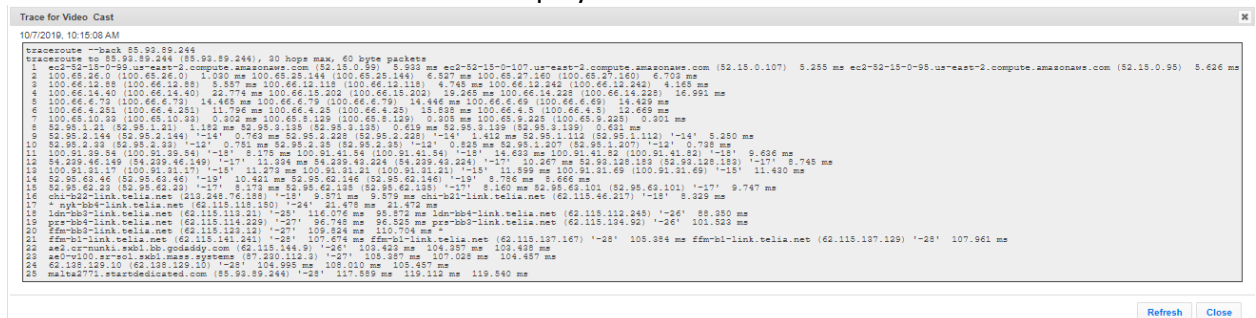 Trace for Video Cast
10/7/2019, 10:15:08 AM
traceroute --back 85.93.89.244
traceroute to 85.93.89.244 (85.93.89.244), 30 hops max, 60 byte packets
1 ec2-52-15-0-99.us-east-2.compute.amazonaws.com (52.15.0.99) 5.933 ms ec2-52-15-0-107.us-east-2.compute.amazonaws.com (52.15.0.107) 5.255 ms ec2-52-15-0-95.us-east-2.compute.amazonaws.com (52.15.0.95) 5.626 ms
2 100.65.26.0 (100.65.26.0) 1.030 ms 100.65.25.144 (100.65.25.144) 6.527 ms 100.65.27.160 (100.65.27.160) 6.703 ms
3 100.66.12.88 (100.66.12.88) 5.557 ms 100.66.12.118 (100.66.12.118) 4.745 ms 100.66.12.242 (100.66.12.242) 4.165 ms
4 100.66.14.40 (100.66.14.40) 22.774 ms 100.66.15.202 (100.66.15.202) 19.265 ms 100.66.14.228 (100.66.14.228) 16.991 ms
5 100.66.6.73 (100.66.6.73) 14.465 ms 100.66.6.79 (100.66.6.79) 14.446 ms 100.66.6.69 (100.66.6.69) 14.429 ms
6 100.66.4.251 (100.66.4.251) 11.796 ms 100.66.4.25 (100.66.4.25) 15.838 ms 100.66.4.5 (100.66.4.5) 12.669 ms
7 100.65.10.33 (100.65.10.33) 0.302 ms 100.65.8.129 (100.65.8.129) 0.305 ms 100.65.9.225 (100.65.9.225) 0.301 ms
8 52.95.1.21 (52.95.1.21) 1.182 ms 52.95.3.135 (52.95.3.135) 0.619 ms 52.95.3.139 (52.95.3.139) 0.631 ms
9 52.95.2.144 (52.95.2.144) '-14' 0.763 ms 52.95.2.228 (52.95.2.228) '-14' 1.412 ms 52.95.1.112 (52.95.1.112) '-14' 5.250 ms
10 52.95.2.33 (52.95.2.33) '-12' 0.751 ms 52.95.2.35 (52.95.2.35) '-12' 0.825 ms 52.95.1.207 (52.95.1.207) '-12' 0.738 ms
11 100.91.39.54 (100.91.39.54) '-18' 8.175 ms 100.91.41.54 (100.91.41.54) '-18' 14.633 ms 100.91.41.82 (100.91.41.82) '-18' 9.636 ms
12 54.239.46.149 (54.239.46.149) '-17' 11.334 ms 54.239.43.224 (54.239.43.224) '-17' 10.267 ms 52.93.128.183 (52.93.128.183) '-17' 8.745 ms
13 100.91.31.17 (100.91.31.17) '-15' 11.273 ms 100.91.31.21 (100.91.31.21) '-15' 11.599 ms 100.91.31.69 (100.91.31.69) '-15' 11.430 ms
14 52.95.63.46 (52.95.63.46) '-19' 10.421 ms 52.95.62.146 (52.95.62.146) '-19' 8.786 ms 8.666 ms
15 52.95.62.23 (52.95.62.23) '-17' 8.173 ms 52.95.62.135 (52.95.62.135) '-17' 8.160 ms 52.95.63.101 (52.95.63.101) '-17' 9.747 ms
16 chi-b22-link.telia.net (213.248.76.188) '-18' 9.571 ms 9.579 ms chi-b21-link.telia.net (62.115.46.217) '-18' 8.329 ms
17 * nyk-bb4-link.telia.net (62.115.118.150) '-24' 21.478 ms 21.472 ms
18 ldn-bb3-link.telia.net (62.115.113.21) '-25' 116.076 ms 95.872 ms ldn-bb4-link.telia.net (62.115.112.245) '-26' 88.350 ms
19 prs-bb4-link.telia.net (62.115.114.229) '-27' 96.748 ms 96.525 ms prs-bb3-link.telia.net (62.115.134.92) '-26' 101.523 ms
20 ffm-bb3-link.telia.net (62.115.123.12) '-27' 109.824 ms 110.704 ms *
21 ffm-b1-link.telia.net (62.115.141.241) '-28' 107.674 ms ffm-b1-link.telia.net (62.115.137.167) '-28' 105.384 ms ffm-b1-link.telia.net (62.115.137.129) '-28' 107.961 ms
22 ae2.cr-nunki.sxb1.bb.godaddy.com (62.115.144.9) '-26' 103.423 ms 104.357 ms 103.438 ms
23 ae0-v100.sr-sol.sxb1.mass.systems (87.230.112.3) '-27' 105.387 ms 107.028 ms 104.457 ms
24 62.138.129.10 (62.138.129.10) '-28' 104.995 ms 108.010 ms 105.457 ms
25 malta2771.startdedicated.com (85.93.89.244) '-28' 117.589 ms 119.112 ms 119.540 ms
Refresh Close